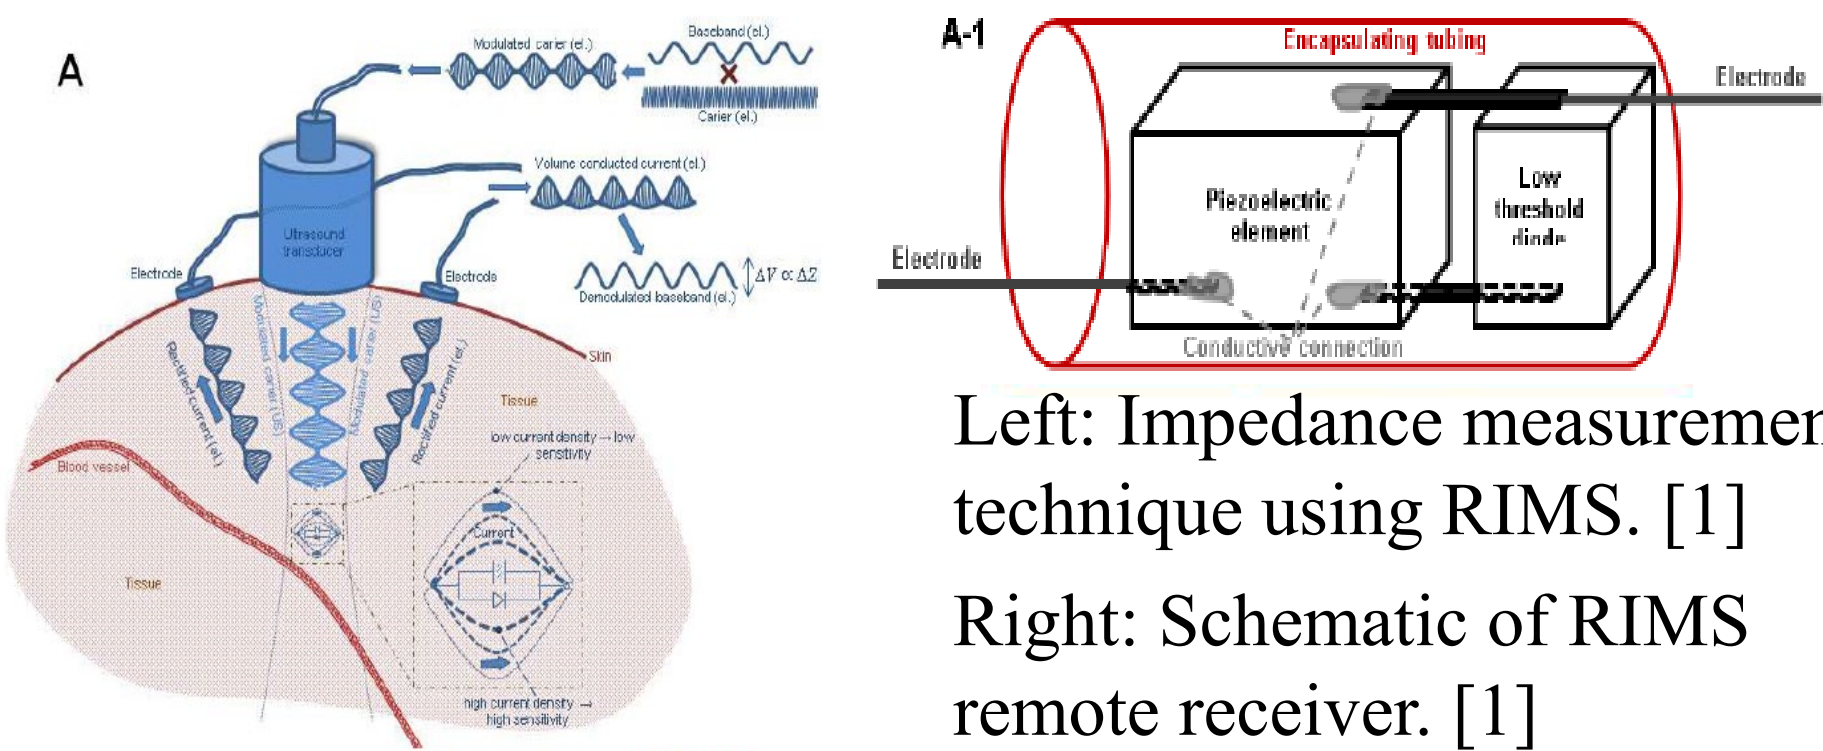 A
Baseband (el.)
Modulated carier (el.)
Carier (el.)
Volume conducted current (el.)
Ultrasound
transducer
Electrode
Electrode
ΔV ∝ ΔZ
Demodulated baseband (el.)
Modulated carier (US)
Modulated carier (US)
Rectified current (el.)
Rectified current (el.)
Skin
Tissue
low current density → low
sensitivity
Blood vessel
Current
Tissue
high current density →
high sensitivity
A-1
Encapsulating tubing
Electrode
Low
threshold
diode
Piezoelectric
element
Electrode
Conductive connection
Left: Impedance measuremen
technique using RIMS. [1]
Right: Schematic of RIMS
remote receiver. [1]